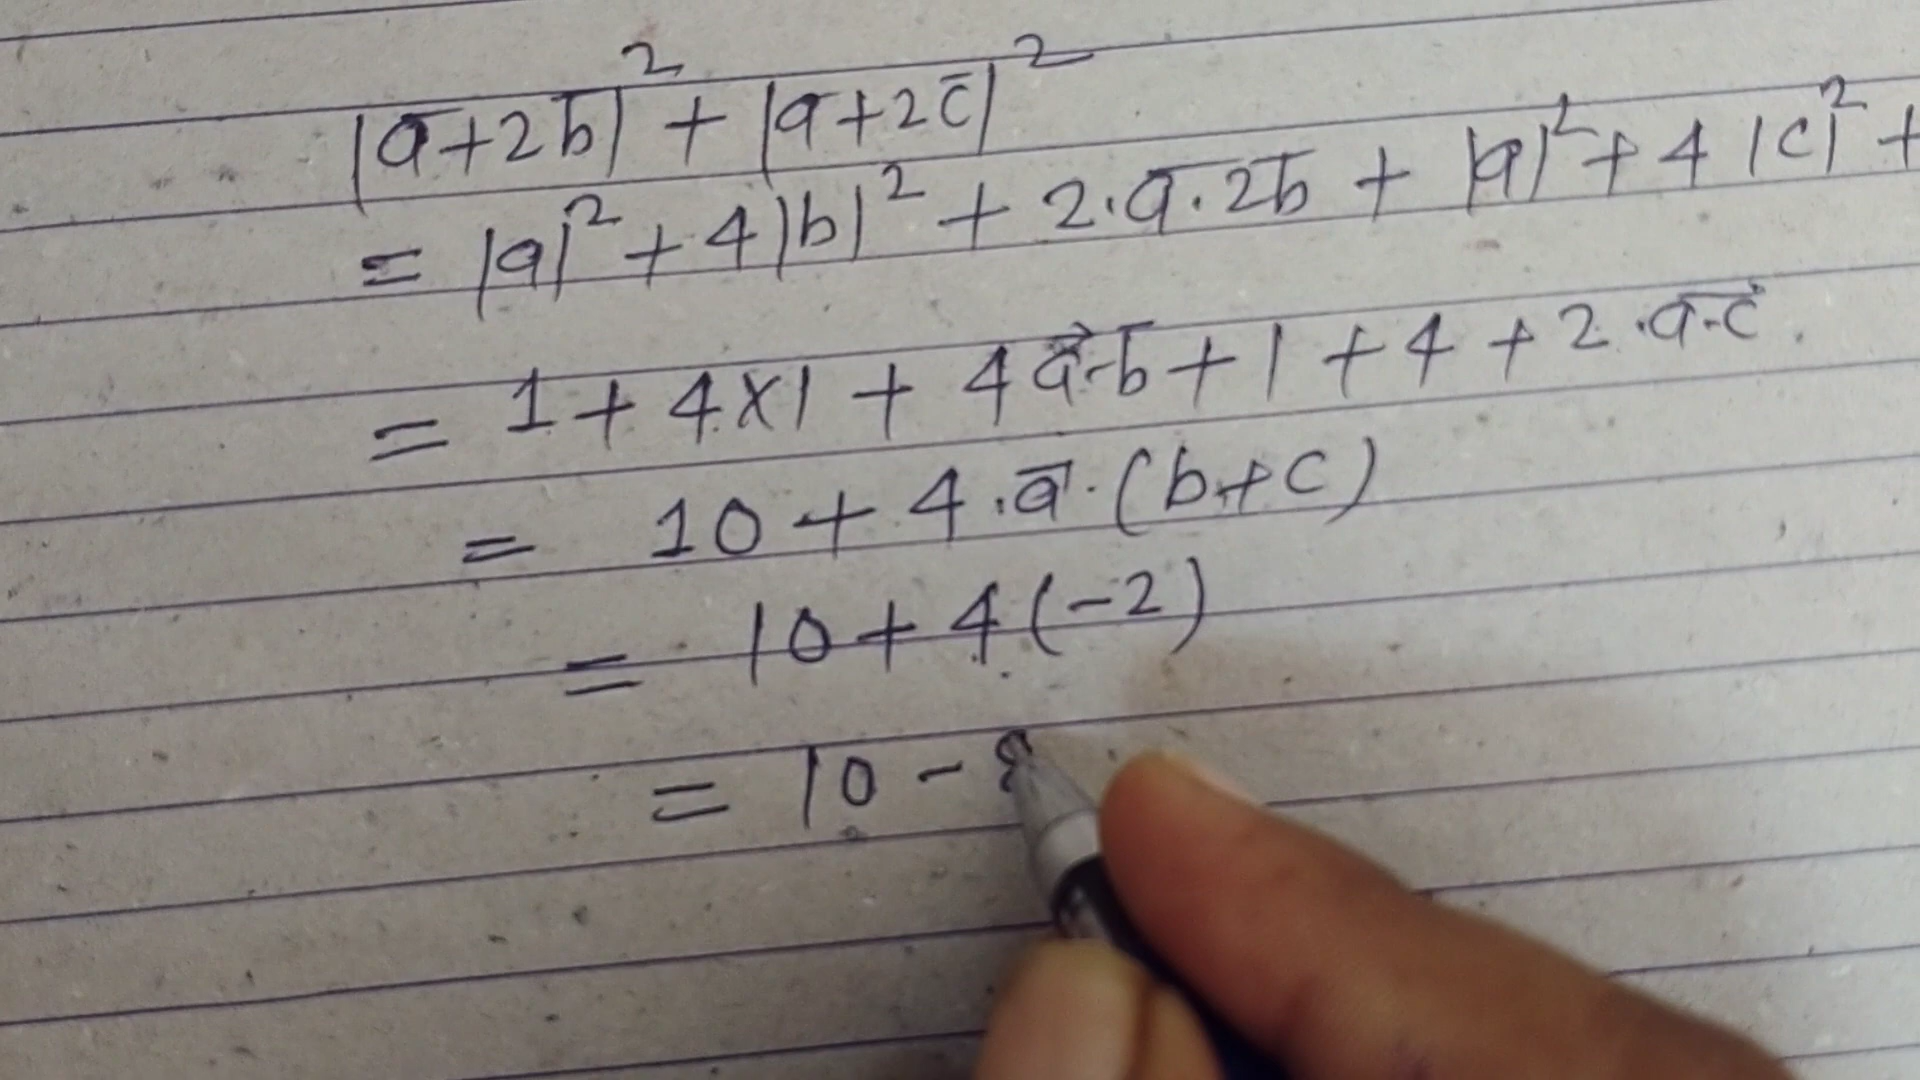 |a̅+2b̅|² + |a+2c̅|²
= |a|² + 4|b|² + 2·a̅·2b̅ + |a|² + 4|c|² +
= 1 + 4×1 + 4a⃗·b̅ + 1 + 4 + 2·a̅·c̅.
= 10 + 4·a̅·(b+c)
= 10 + 4(-2)
= 10 - 8